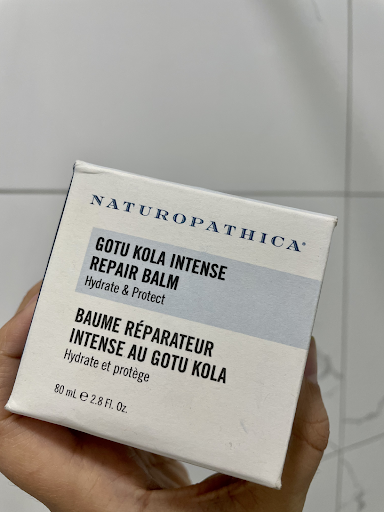 NATUROPATHICA®
GOTU KOLA INTENSE
REPAIR BALM
Hydrate & Protect
BAUME RÉPARATEUR
INTENSE AU GOTU KOLA
Hydrate et protège
80 mL ℮ 2.8 Fl. Oz.